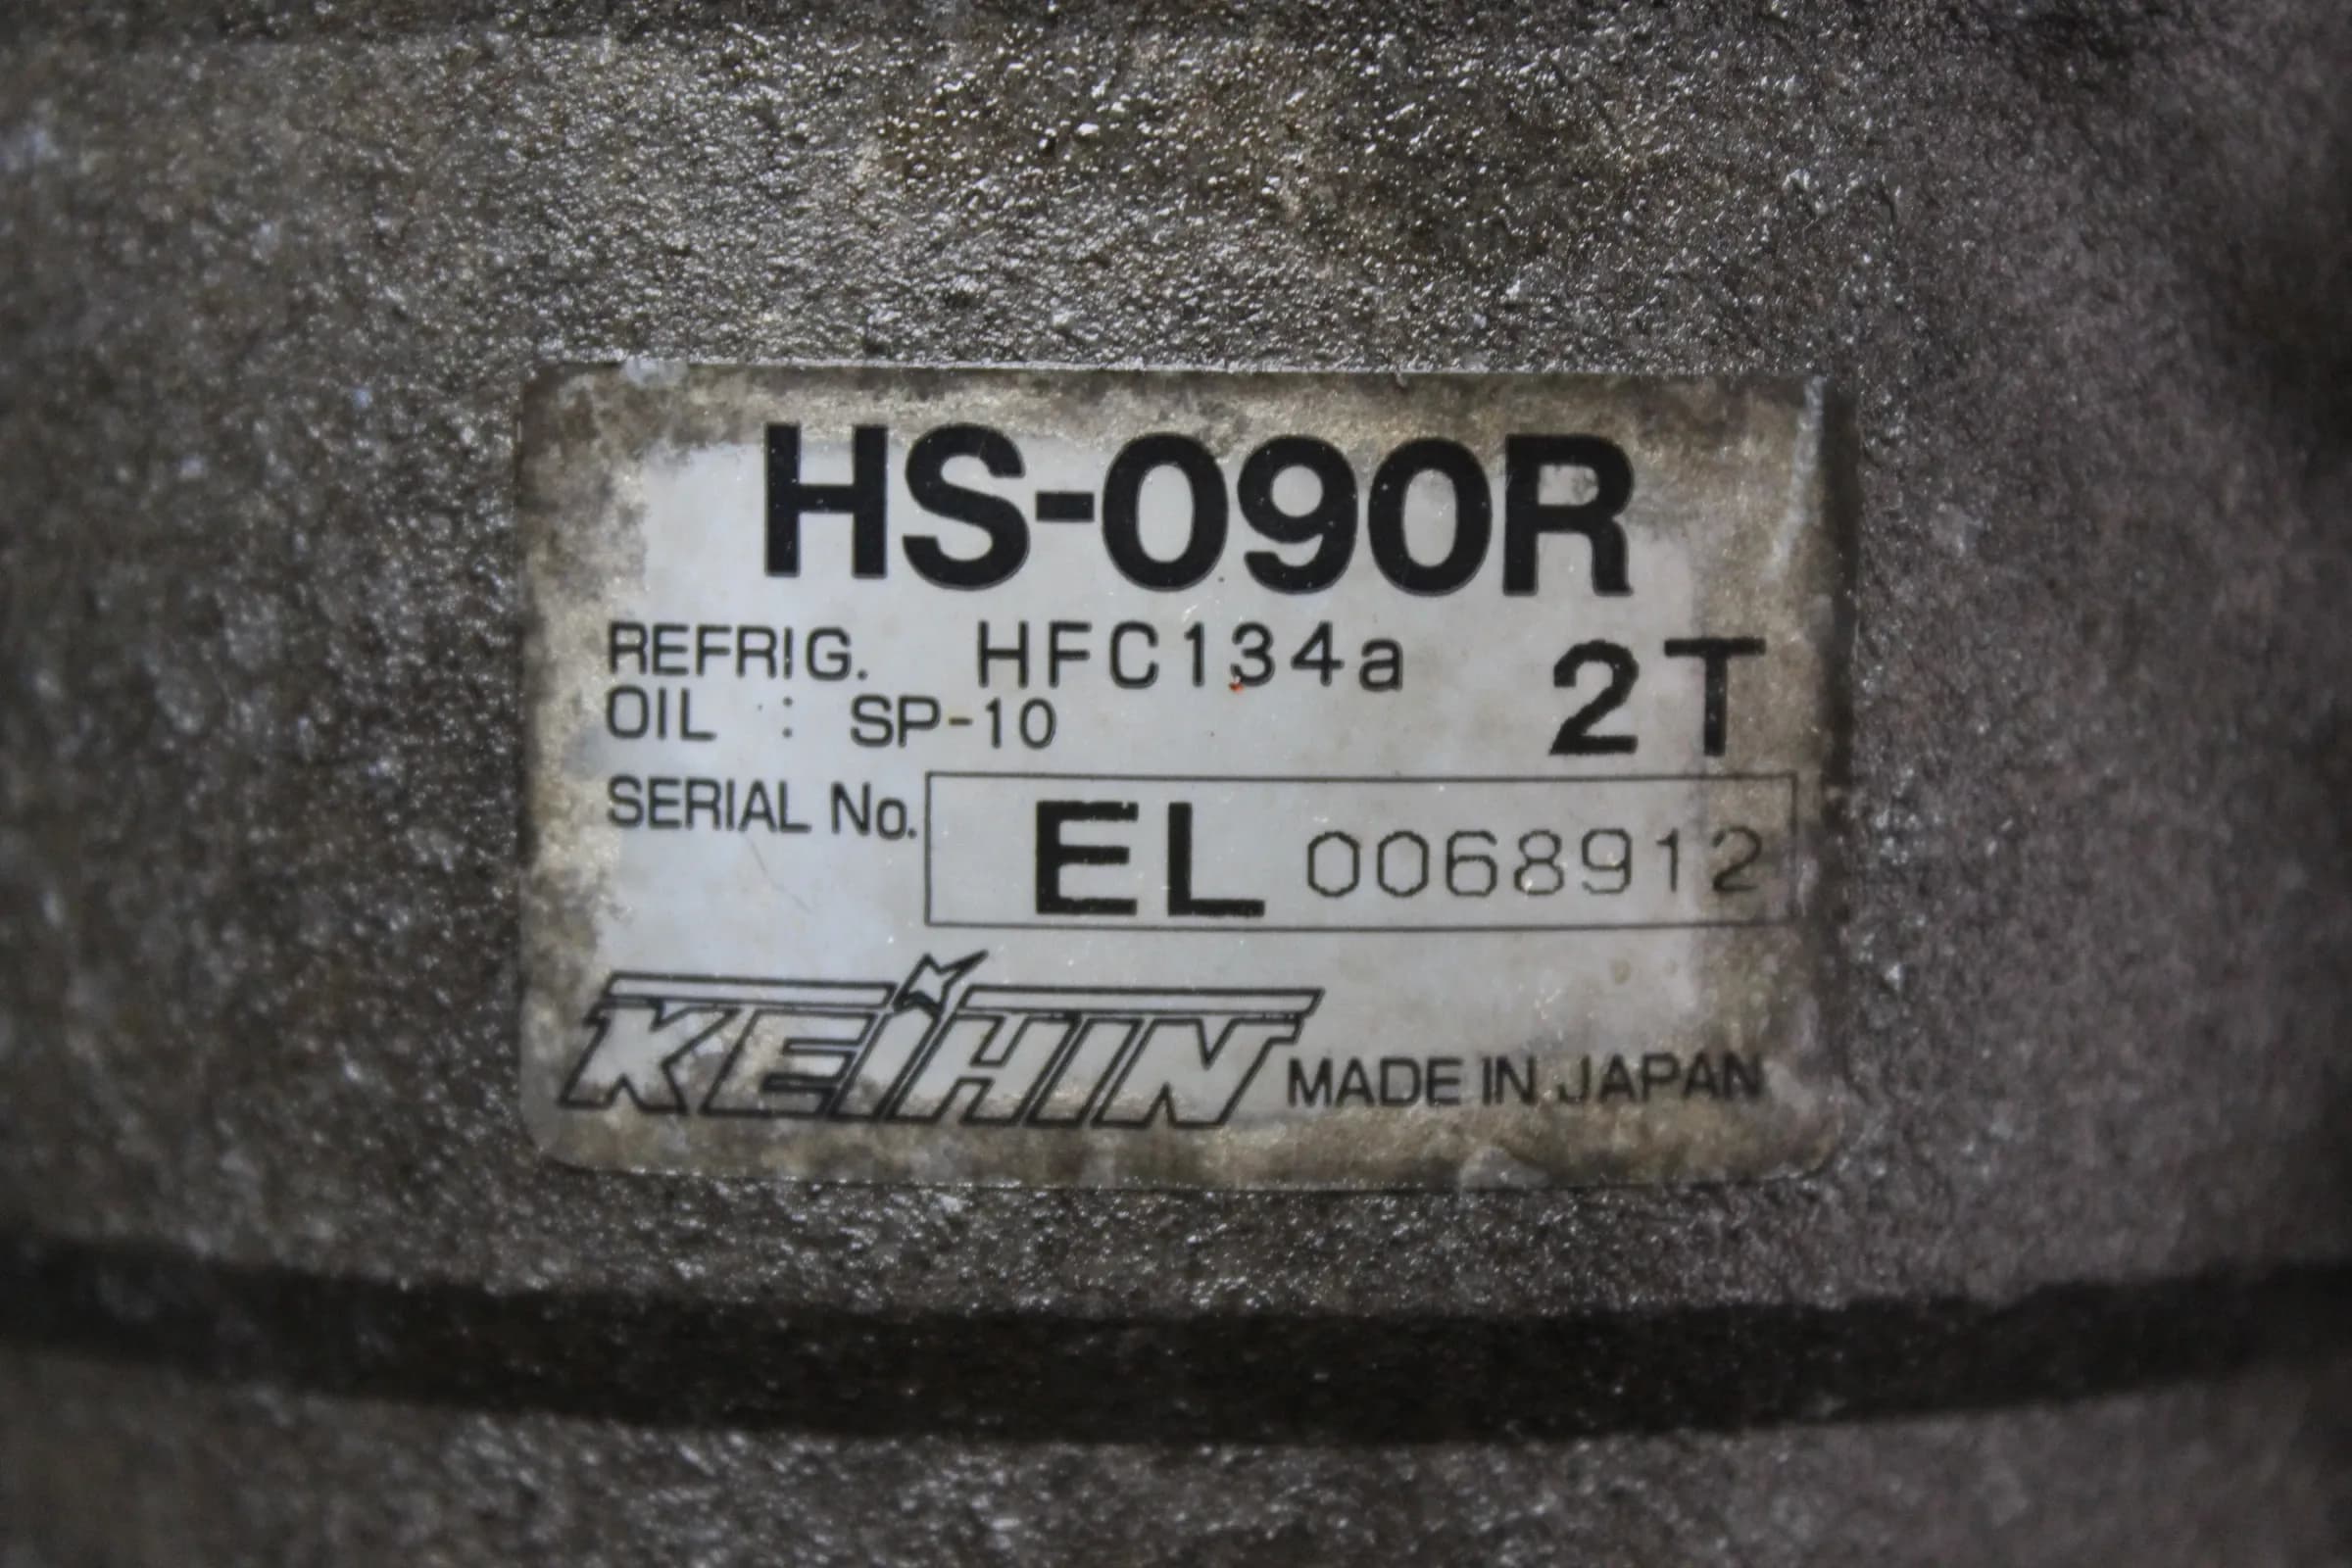 HS-090R
REFRIG. HFC134a
OIL : SP-10
2T
SERIAL No. EL 0068912
KEIHIN MADE IN JAPAN